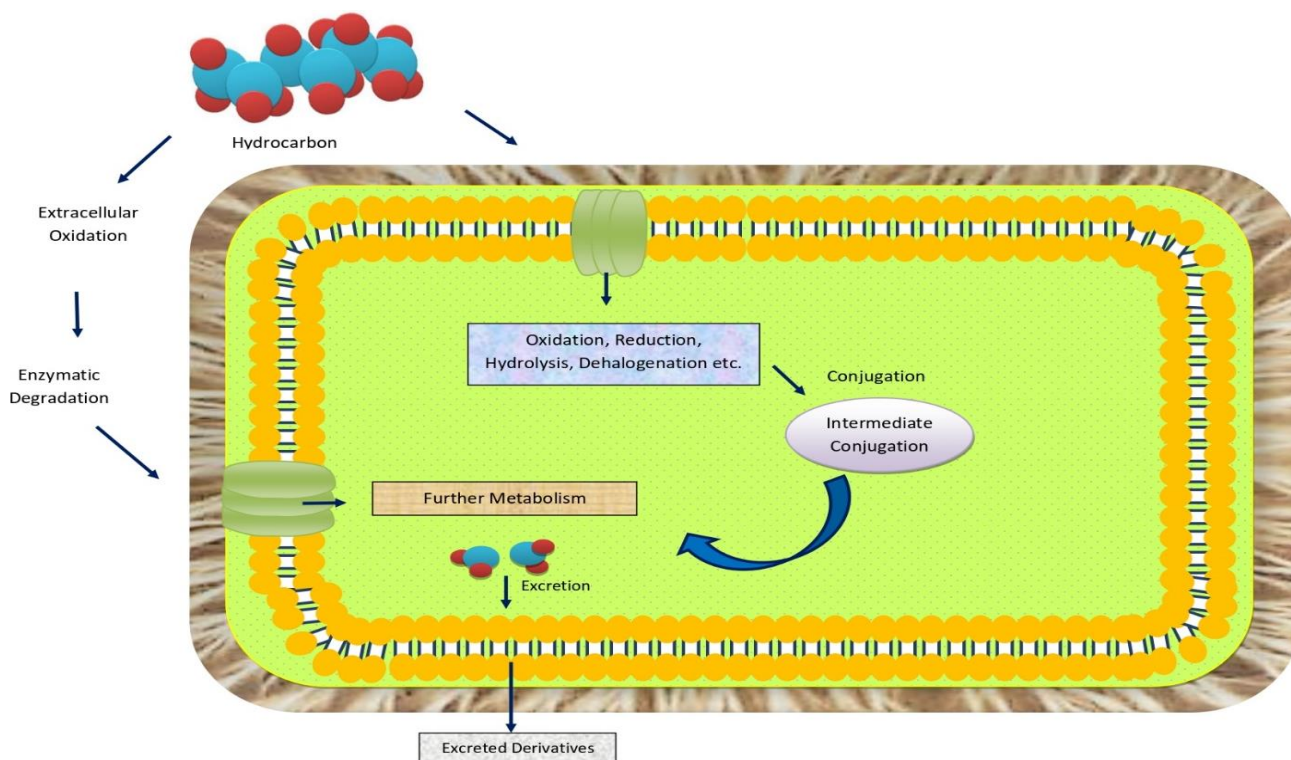 Hydrocarbon
Extracellular
Oxidation
Enzymatic
Degradation
Oxidation, Reduction,
Hydrolysis, Dehalogenation etc.
Conjugation
Intermediate
Conjugation
Further Metabolism
Excretion
Excreted Derivatives